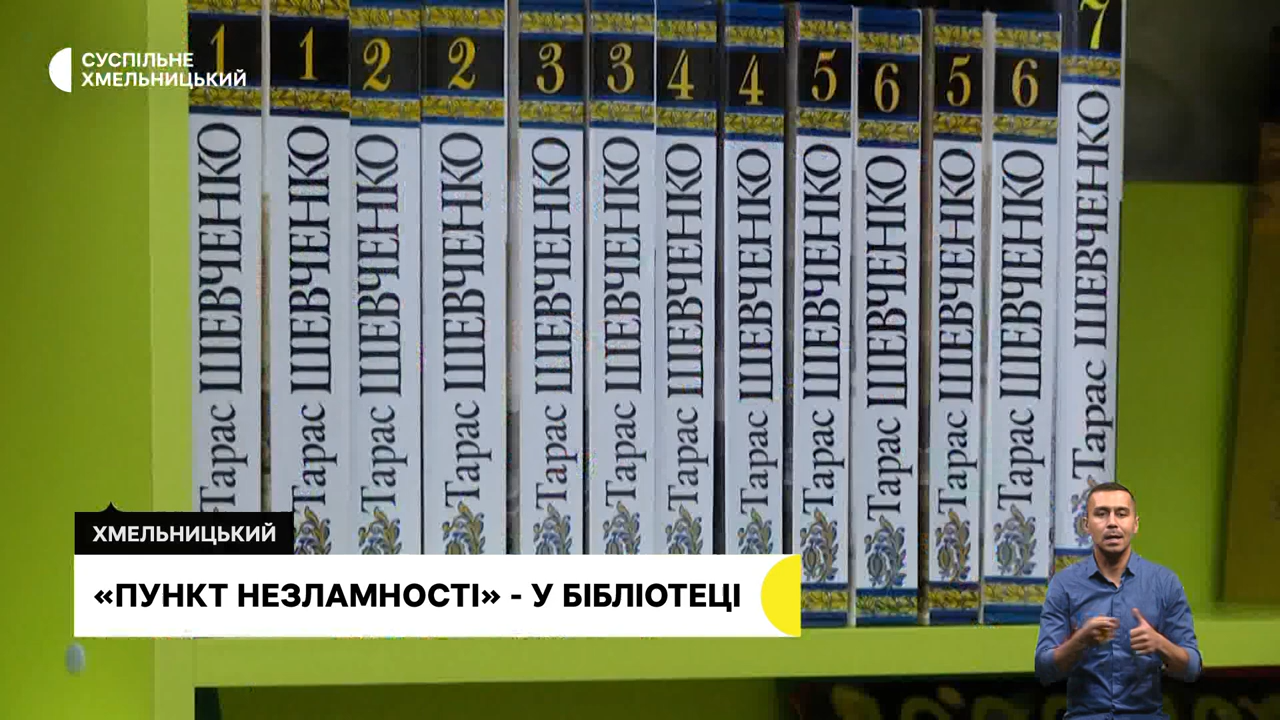 СУСПІЛЬНЕ
ХМЕЛЬНИЦЬКИЙ
1
Тарас ШЕВЧЕНКО
1
Тарас ШЕВЧЕНКО
2
Тарас ШЕВЧЕНКО
2
Тарас ШЕВЧЕНКО
3
Тарас ШЕВЧЕНКО
3
Тарас ШЕВЧЕНКО
4
Тарас ШЕВЧЕНКО
4
Тарас ШЕВЧЕНКО
5
Тарас ШЕВЧЕНКО
6
Тарас ШЕВЧЕНКО
5
Тарас ШЕВЧЕНКО
6
Тарас ШЕВЧЕНКО
7
Тарас ШЕВЧЕНКО
ХМЕЛЬНИЦЬКИЙ
«ПУНКТ НЕЗЛАМНОСТІ» - У БІБЛІОТЕЦІ